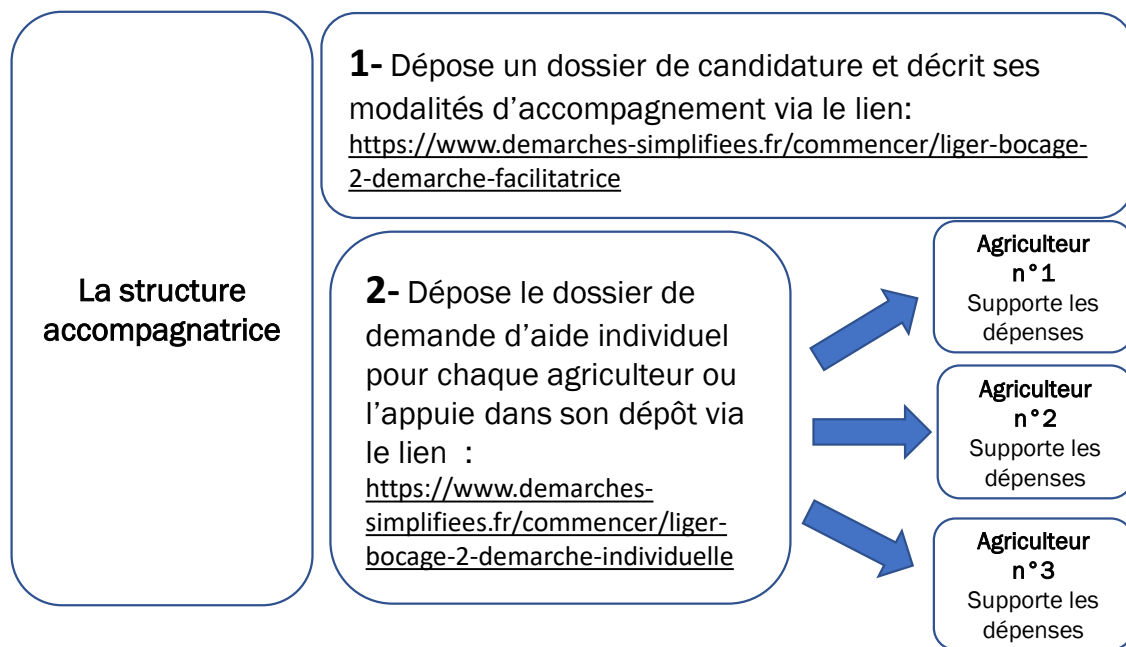 La structure
accompagnatrice
1- Dépose un dossier de candidature et décrit ses
modalités d’accompagnement via le lien:
https://www.demarches-simplifiees.fr/commencer/liger-bocage-
2-demarche-facilitatrice
2- Dépose le dossier de
demande d’aide individuel
pour chaque agriculteur ou
l’appuie dans son dépôt via
le lien :
https://www.demarches-
simplifiees.fr/commencer/liger-
bocage-2-demarche-individuelle
Agriculteur
n°1
Supporte les
dépenses
Agriculteur
n°2
Supporte les
dépenses
Agriculteur
n°3
Supporte les
dépenses